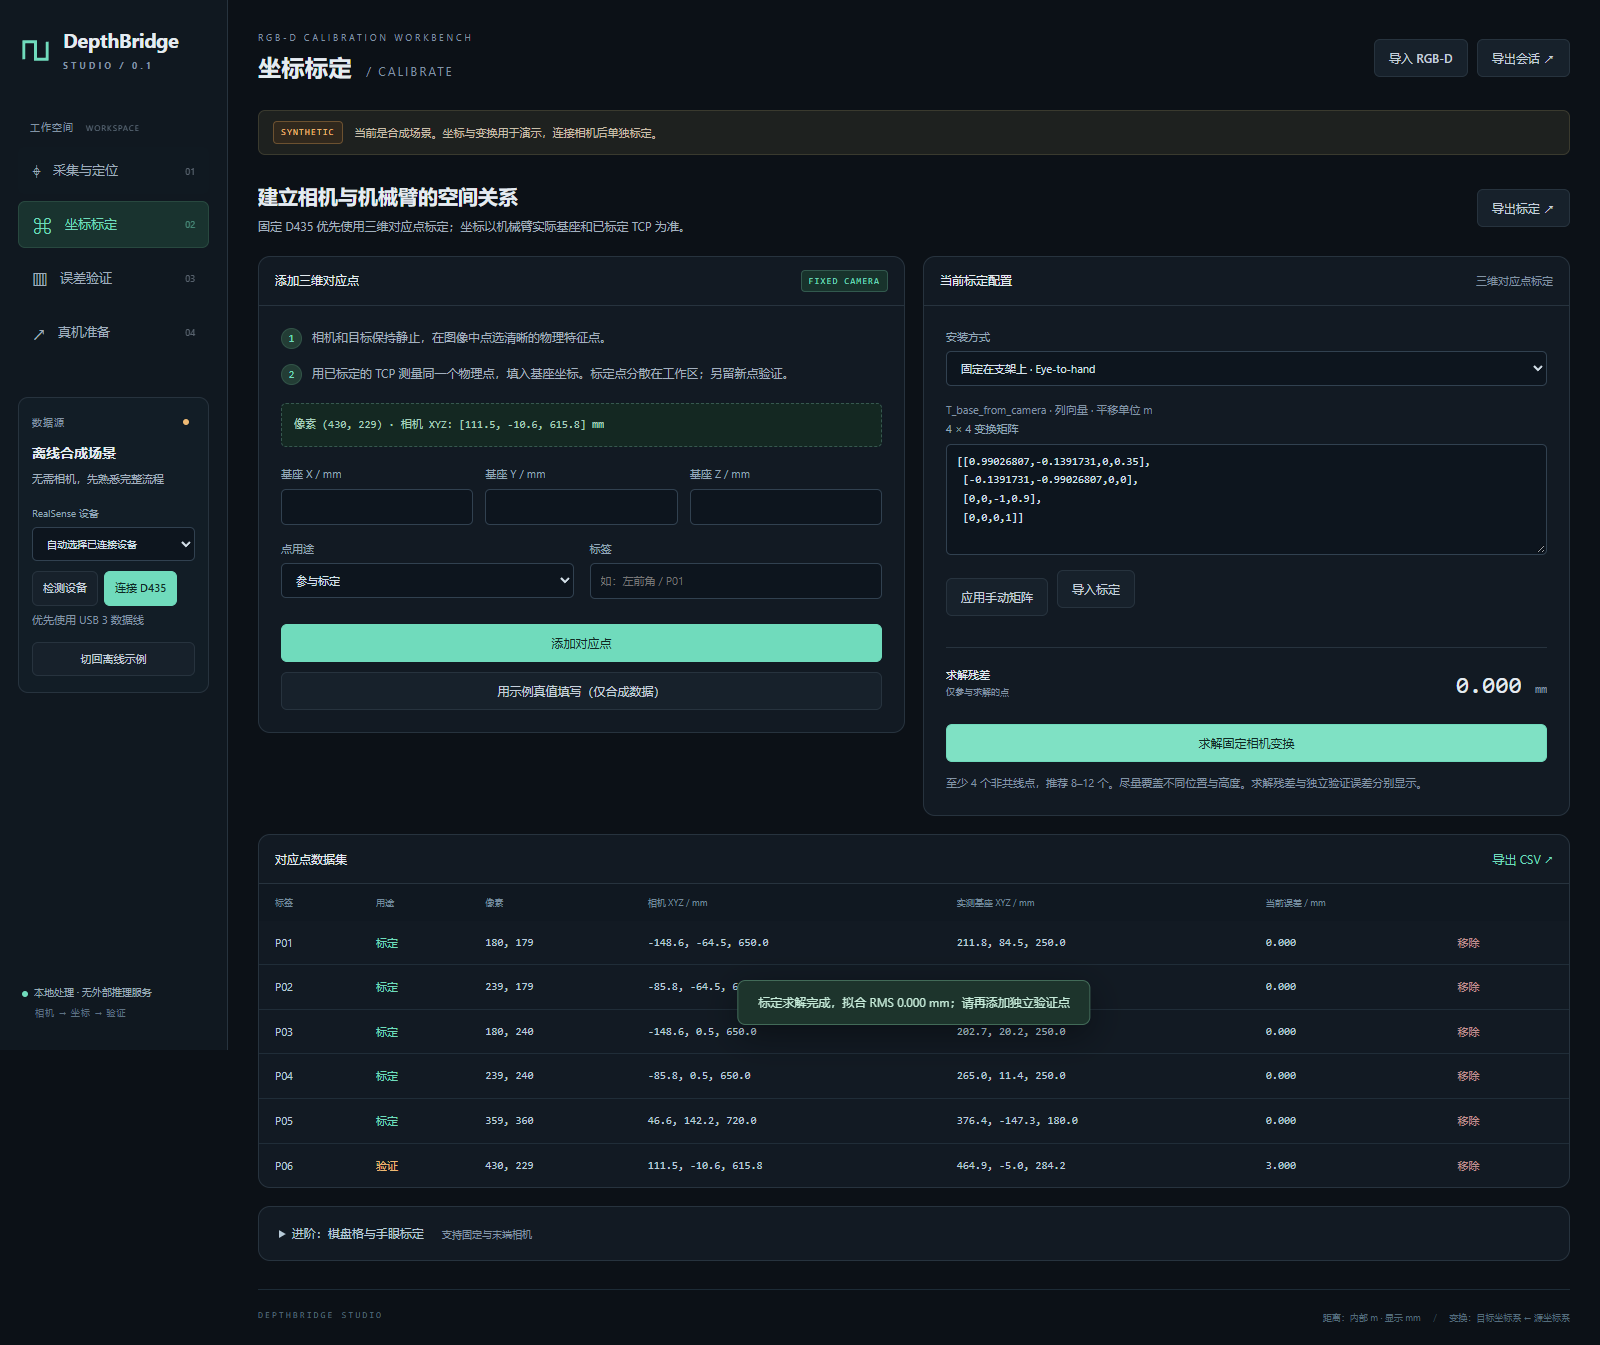 DepthBridge
STUDIO / 0.1
工作空间 WORKSPACE
采集与定位 01
坐标标定 02
误差验证 03
真机准备 04
数据源
离线合成场景
无需相机，先熟悉完整流程
RealSense 设备
自动选择已连接设备
检测设备 连接 D435
优先使用 USB 3 数据线
切回离线示例
本地处理 · 无外部推理服务
相机 → 坐标 → 验证
RGB-D CALIBRATION WORKBENCH
坐标标定 / CALIBRATE
导入 RGB-D 导出会话 ↗
SYNTHETIC 当前是合成场景。坐标与变换用于演示，连接相机后单独标定。
建立相机与机械臂的空间关系
固定 D435 优先使用三维对应点标定；坐标以机械臂实际基座和已标定 TCP 为准。
导出标定 ↗
添加三维对应点 FIXED CAMERA
1 相机和目标保持静止，在图像中点选清晰的物理特征点。
2 用已标定的 TCP 测量同一个物理点，填入基座坐标。标定点分散在工作区；另留新点验证。
像素 (430, 229) · 相机 XYZ: [111.5, -10.6, 615.8] mm
基座 X / mm 基座 Y / mm 基座 Z / mm
点用途 标签
参与标定 如：左前角 / P01
添加对应点
用示例真值填写（仅合成数据）
当前标定配置 三维对应点标定
安装方式
固定在支架上 · Eye-to-hand
T_base_from_camera · 列向量 · 平移单位 m
4 × 4 变换矩阵
[[0.99026807,-0.1391731,0,0.35],
[-0.1391731,-0.99026807,0,0],
[0,0,-1,0.9],
[0,0,0,1]]
应用手动矩阵 导入标定
求解残差
仅参与求解的点
0.000 mm
求解固定相机变换
至少 4 个非共线点，推荐 8–12 个。尽量覆盖不同位置与高度。求解残差与独立验证误差分别显示。
对应点数据集 导出 CSV ↗
标签 用途 像素 相机 XYZ / mm 实测基座 XYZ / mm 当前误差 / mm
P01 标定 180, 179 -148.6, -64.5, 650.0 211.8, 84.5, 250.0 0.000 移除
P02 标定 239, 179 -85.8, -64.5, 0.000 移除
标定求解完成，拟合 RMS 0.000 mm；请再添加独立验证点
P03 标定 180, 240 -148.6, 0.5, 650.0 202.7, 20.2, 250.0 0.000 移除
P04 标定 239, 240 -85.8, 0.5, 650.0 265.0, 11.4, 250.0 0.000 移除
P05 标定 359, 360 46.6, 142.2, 720.0 376.4, -147.3, 180.0 0.000 移除
P06 验证 430, 229 111.5, -10.6, 615.8 464.9, -5.0, 284.2 3.000 移除
▶ 进阶：棋盘格与手眼标定 支持固定与末端相机
DEPTHBRIDGE STUDIO
距离：内部 m · 显示 mm / 变换：目标坐标系 ← 源坐标系